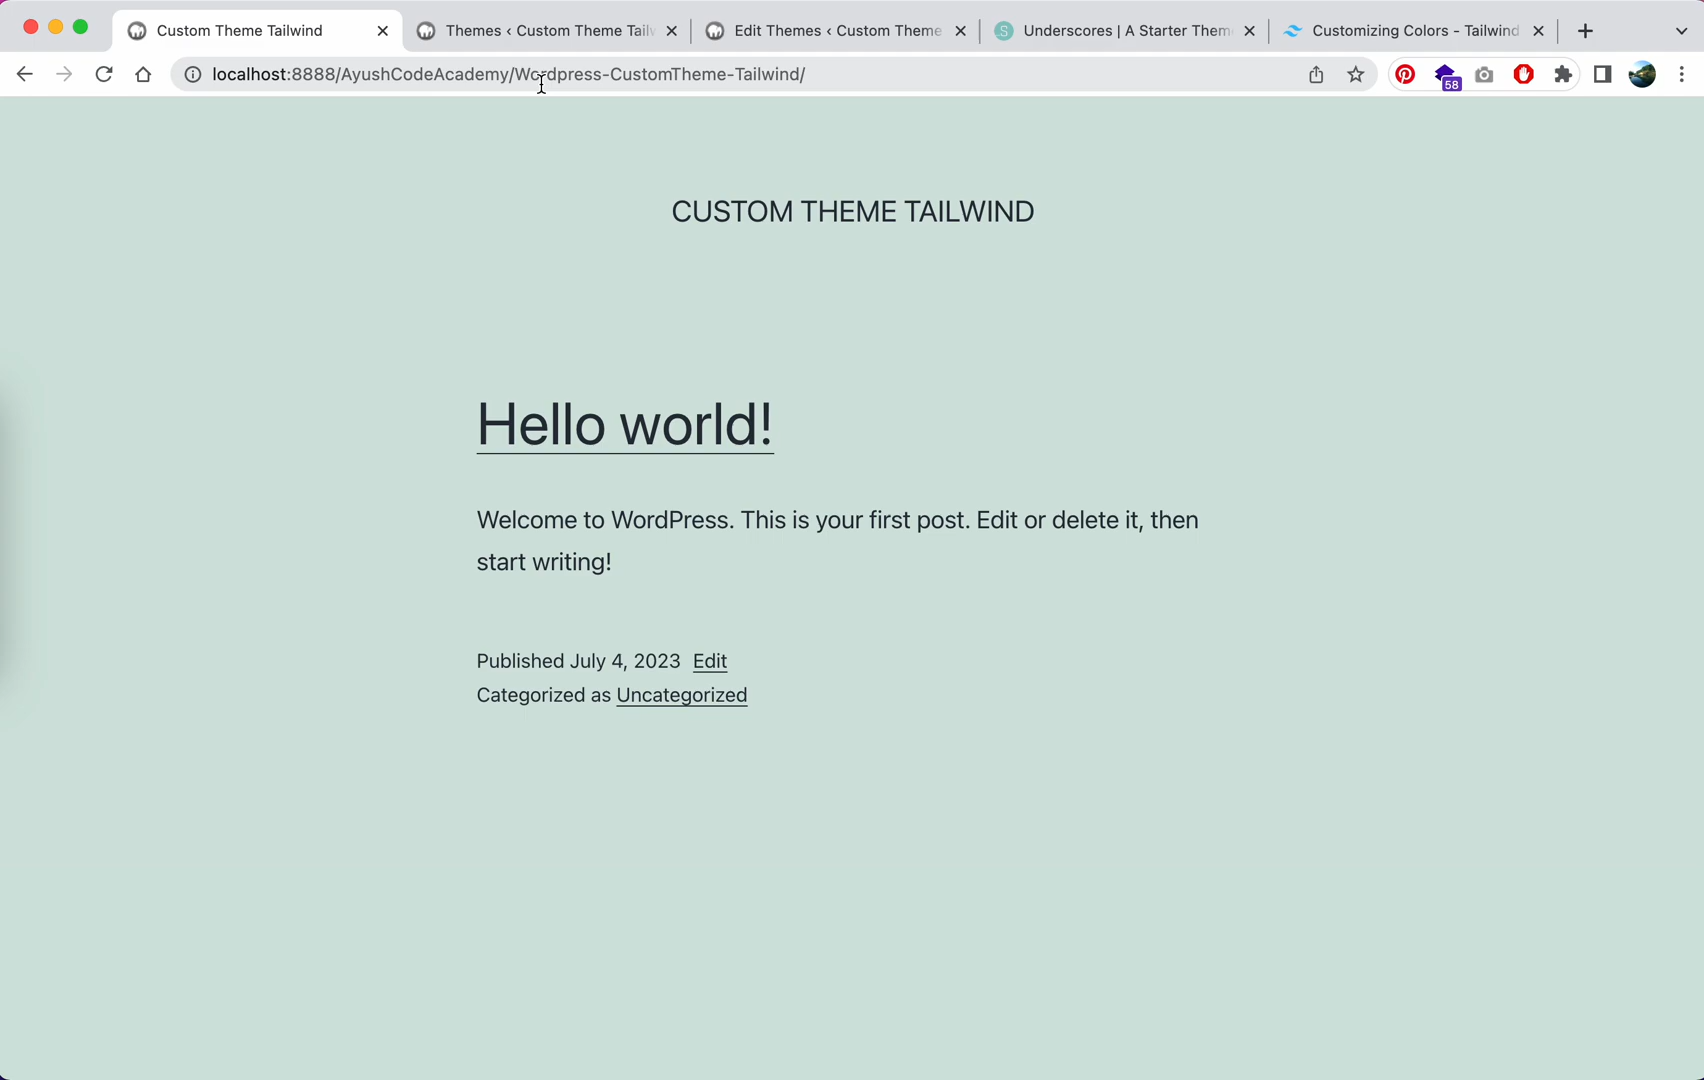 Custom Theme Tailwind
Themes ‹ Custom Theme Tail
Edit Themes ‹ Custom Theme
S Underscores | A Starter Them
Customizing Colors - Tailwind
localhost:8888/AyushCodeAcademy/Wordpress-CustomTheme-Tailwind/
58
CUSTOM THEME TAILWIND
Hello world!
Welcome to WordPress. This is your first post. Edit or delete it, then
start writing!
Published July 4, 2023 Edit
Categorized as Uncategorized